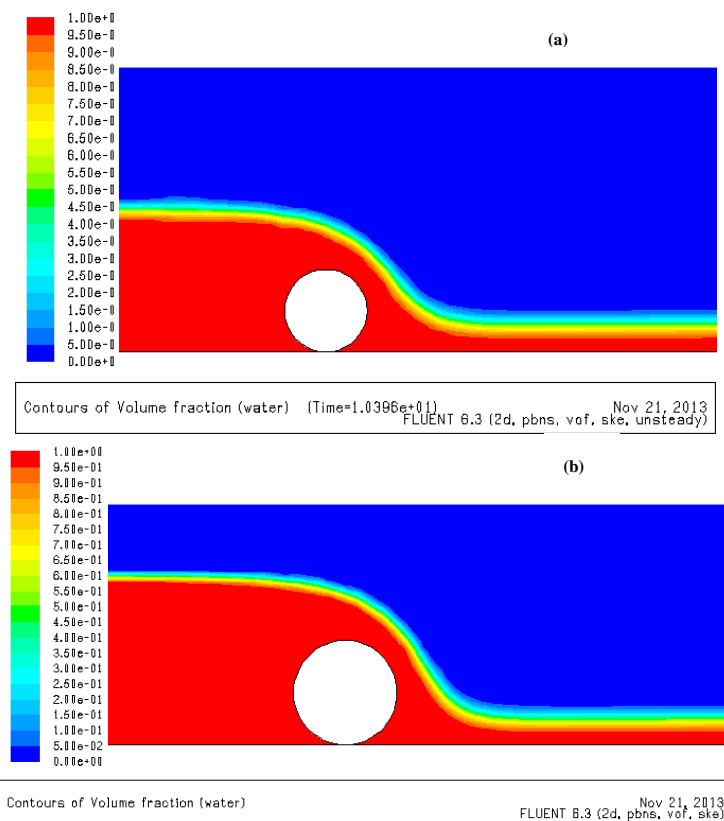 1.00e+0
9.50e-0
9.00e-0
8.50e-0
8.00e-0
7.50e-0
7.00e-0
6.50e-0
6.00e-0
5.50e-0
5.00e-0
4.50e-0
4.00e-0
3.50e-0
3.00e-0
2.50e-0
2.00e-0
1.50e-0
1.00e-0
5.00e-0
0.00e+0
(a)
Contours of Volume fraction (water) (Time=1.0396e+01) Nov 21, 2013
FLUENT 6.3 (2d, pbns, vof, ske, unsteady)
1.00e+00
9.50e-01
9.00e-01
8.50e-01
8.00e-01
7.50e-01
7.00e-01
6.50e-01
6.00e-01
5.50e-01
5.00e-01
4.50e-01
4.00e-01
3.50e-01
3.00e-01
2.50e-01
2.00e-01
1.50e-01
1.00e-01
5.00e-02
0.00e+00
(b)
Contours of Volume fraction (water) Nov 21, 2013
FLUENT 6.3 (2d, pbns, vof, ske)